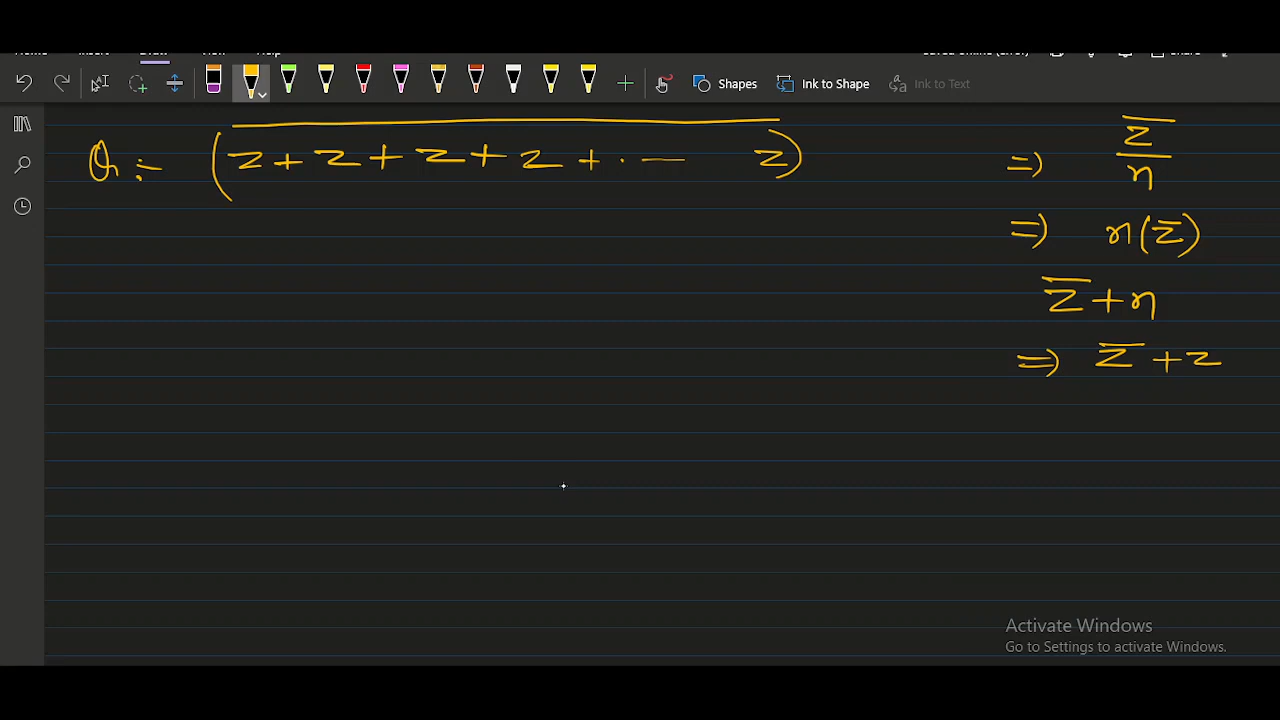 Shapes Ink to Shape Ink to Text
Q:- (z + z + z + z + . — z)‾
=> z̅/n
=> n(z̅)
z̅ + n
=> z̅ + z
Activate Windows
Go to Settings to activate Windows.